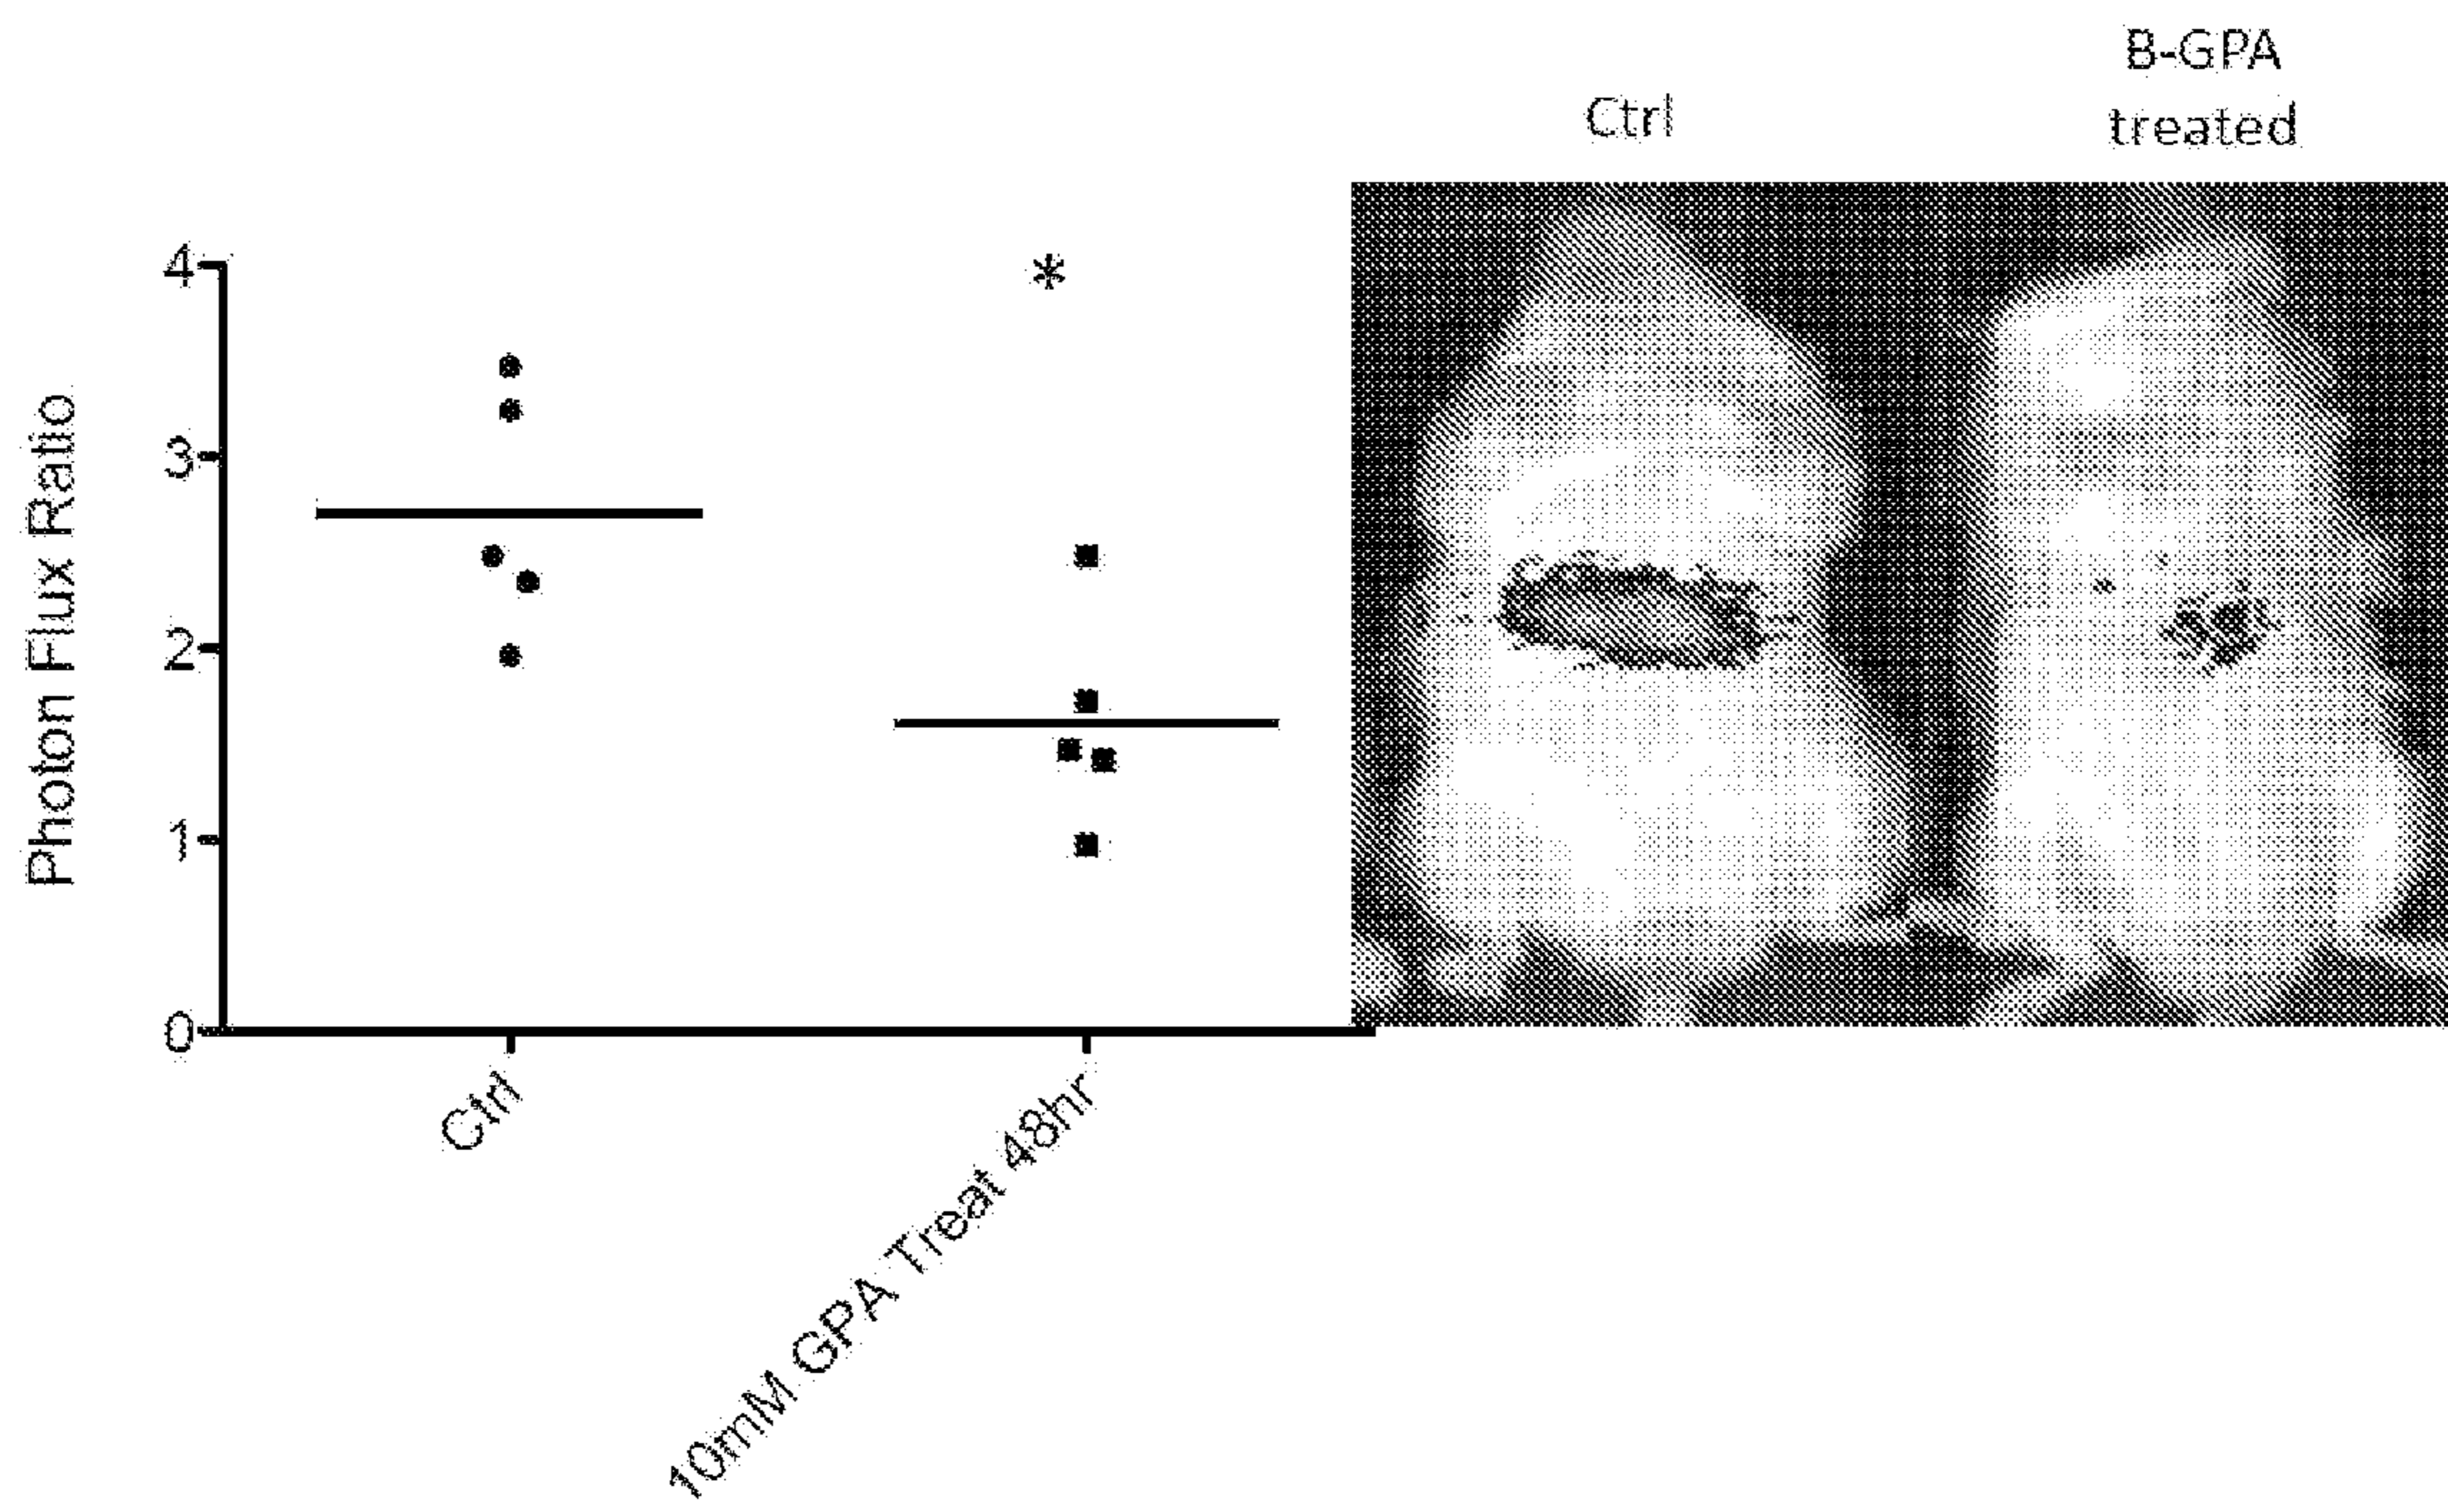 B-GPA
Ctrl
treated
*
4
3
2
1
0
Photon Flux Ratio
Ctrl
10mM GPA Treat 48hr